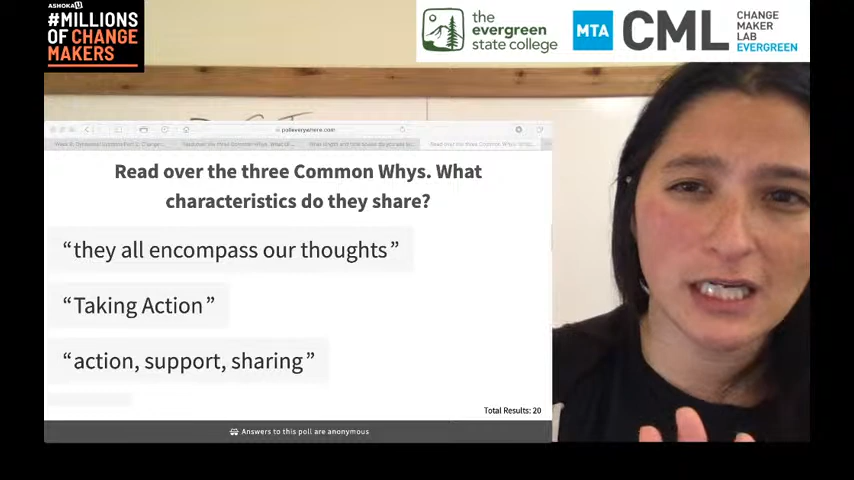 ASHOKA U
#MILLIONS
OF CHANGE
MAKERS
the
evergreen
state college
MTA
CML
CHANGE
MAKER
LAB
EVERGREEN
polleverywhere.com
Read over the three Common Whys. What
characteristics do they share?
“they all encompass our thoughts”
“Taking Action”
“action, support, sharing”
Total Results: 20
Answers to this poll are anonymous